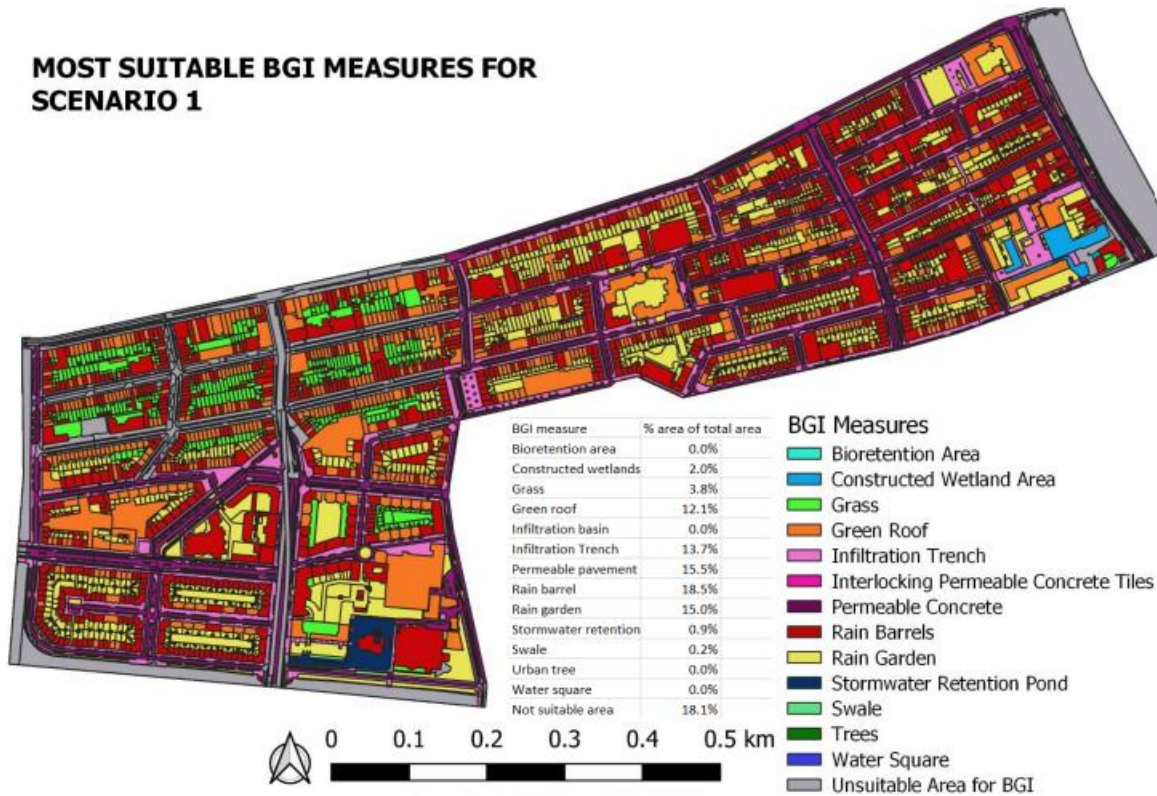 MOST SUITABLE BGI MEASURES FOR
SCENARIO 1
BGI measure % area of total area
Bioretention area 0.0%
Constructed wetlands 2.0%
Grass 3.8%
Green roof 12.1%
Infiltration basin 0.0%
Infiltration Trench 13.7%
Permeable pavement 15.5%
Rain barrel 18.5%
Rain garden 15.0%
Stormwater retention 0.9%
Swale 0.2%
Urban tree 0.0%
Water square 0.0%
Not suitable area 18.1%
BGI Measures
Bioretention Area
Constructed Wetland Area
Grass
Green Roof
Infiltration Trench
Interlocking Permeable Concrete Tiles
Permeable Concrete
Rain Barrels
Rain Garden
Stormwater Retention Pond
Swale
Trees
Water Square
Unsuitable Area for BGI
0 0.1 0.2 0.3 0.4 0.5 km